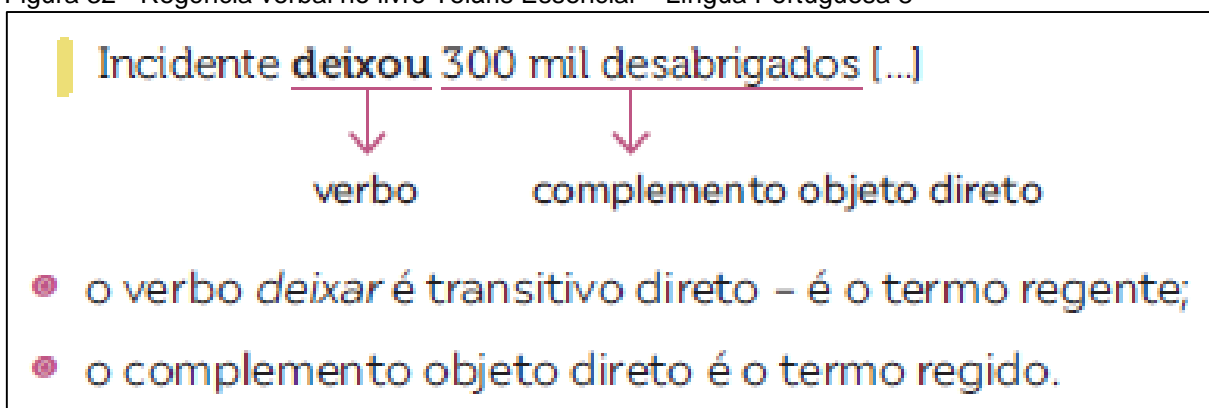 Incidente deixou 300 mil desabrigados [...]
verbo complemento objeto direto
o verbo deixar é transitivo direto – é o termo regente;
o complemento objeto direto é o termo regido.